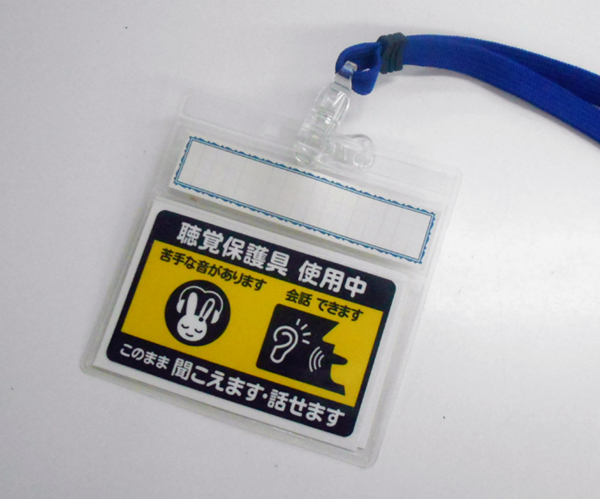 聴覚保護具 使用中
苦手な音があります
会話 できます
このまま 聞こえます・話せます